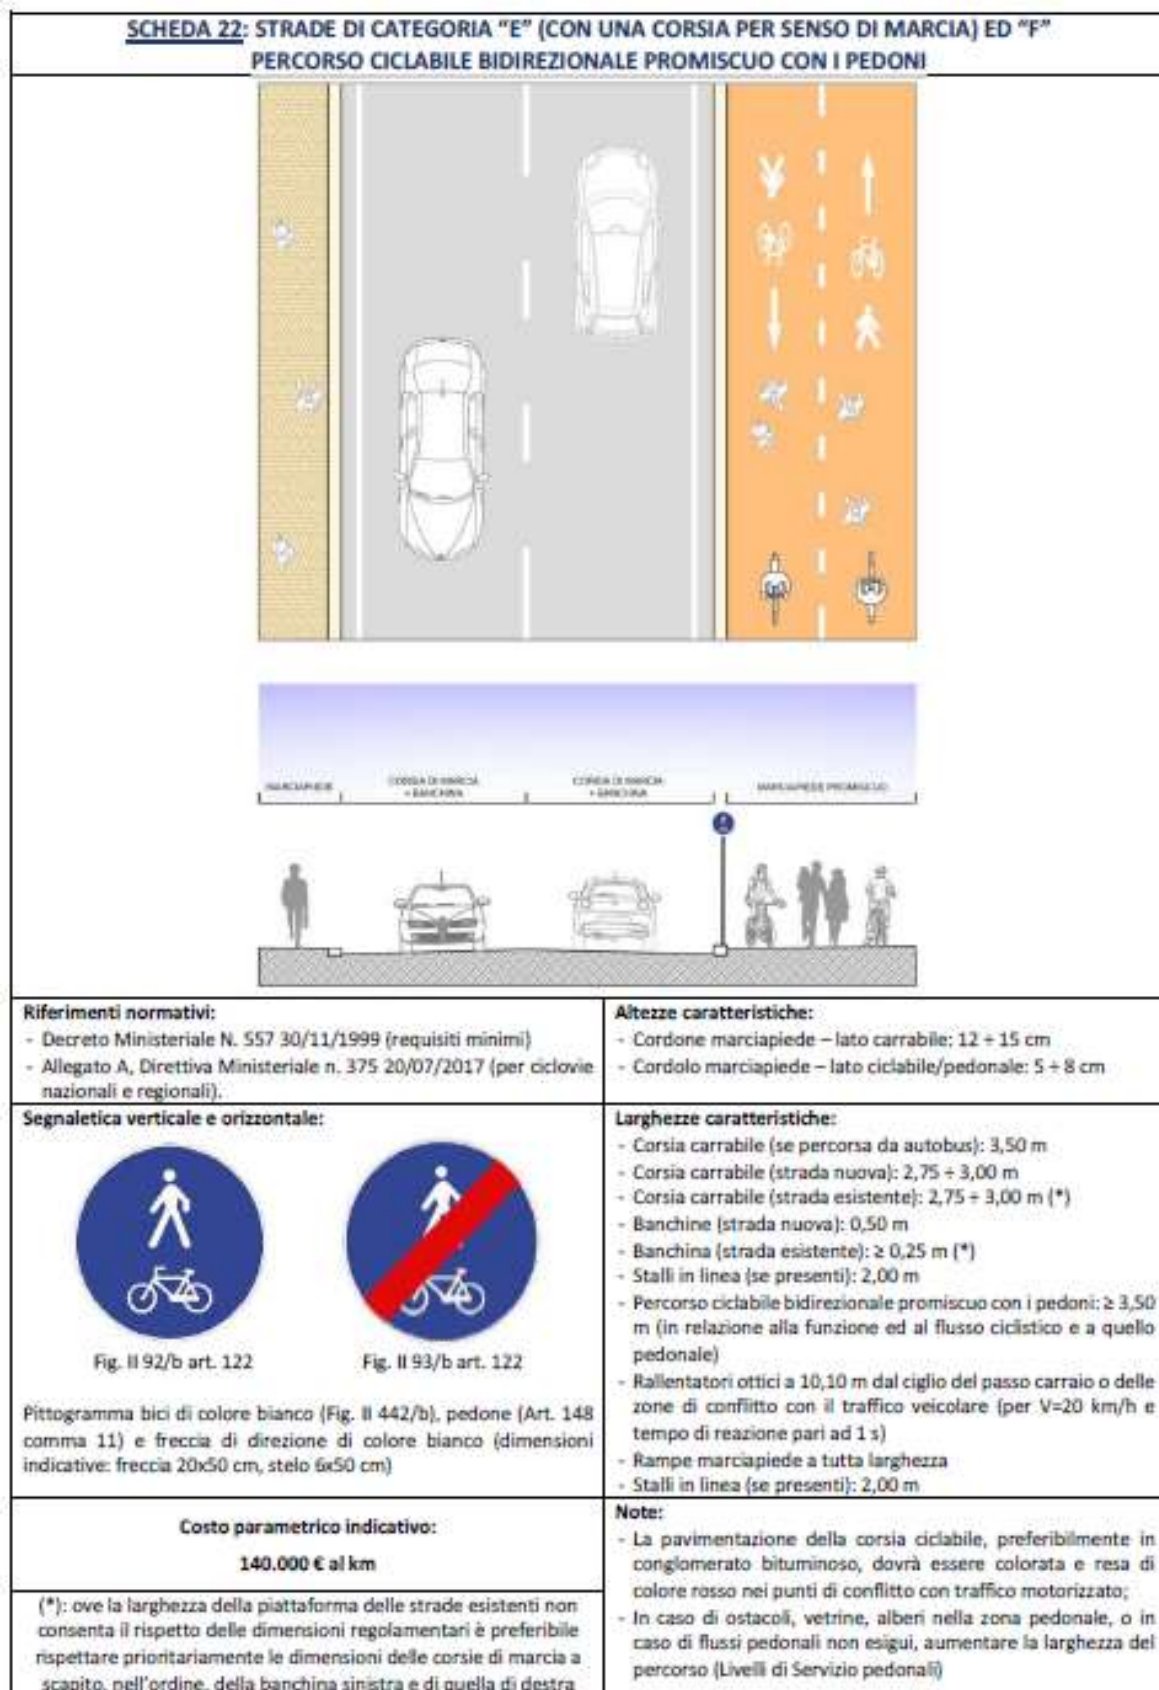 SCHEDA 22: STRADE DI CATEGORIA "E" (CON UNA CORSIA PER SENSO DI MARCIA) ED "F"
PERCORSO CICLABILE BIDIREZIONALE PROMISCUO CON I PEDONI
MARCIAPIEDE
CORSIA DI MARCIA
+ BANCHINA
CORSIA DI MARCIA
+ BANCHINA
MARCIAPIEDE PROMISCUO
Riferimenti normativi:
- Decreto Ministeriale N. 557 30/11/1999 (requisiti minimi)
- Allegato A, Direttiva Ministeriale n. 375 20/07/2017 (per ciclovie
nazionali e regionali).
Altezze caratteristiche:
- Cordone marciapiede – lato carrabile: 12 ÷ 15 cm
- Cordolo marciapiede – lato ciclabile/pedonale: 5 ÷ 8 cm
Segnaletica verticale e orizzontale:
Fig. II 92/b art. 122
Fig. II 93/b art. 122
Pittogramma bici di colore bianco (Fig. II 442/b), pedone (Art. 148
comma 11) e freccia di direzione di colore bianco (dimensioni
indicative: freccia 20x50 cm, stelo 6x50 cm)
Larghezze caratteristiche:
- Corsia carrabile (se percorsa da autobus): 3,50 m
- Corsia carrabile (strada nuova): 2,75 ÷ 3,00 m
- Corsia carrabile (strada esistente): 2,75 ÷ 3,00 m (*)
- Banchine (strada nuova): 0,50 m
- Banchina (strada esistente): ≥ 0,25 m (*)
- Stalli in linea (se presenti): 2,00 m
- Percorso ciclabile bidirezionale promiscuo con i pedoni: ≥ 3,50
m (in relazione alla funzione ed al flusso ciclistico e a quello
pedonale)
- Rallentatori ottici a 10,10 m dal ciglio del passo carraio o delle
zone di conflitto con il traffico veicolare (per V=20 km/h e
tempo di reazione pari ad 1 s)
- Rampe marciapiede a tutta larghezza
- Stalli in linea (se presenti): 2,00 m
Costo parametrico indicativo:
140.000 € al km
(*): ove la larghezza della piattaforma delle strade esistenti non
consenta il rispetto delle dimensioni regolamentari è preferibile
rispettare prioritariamente le dimensioni delle corsie di marcia a
scapito, nell'ordine, della banchina sinistra e di quella di destra
Note:
- La pavimentazione della corsia ciclabile, preferibilmente in
conglomerato bituminoso, dovrà essere colorata e resa di
colore rosso nei punti di conflitto con traffico motorizzato;
- In caso di ostacoli, vetrine, alberi nella zona pedonale, o in
caso di flussi pedonali non esigui, aumentare la larghezza del
percorso (Livelli di Servizio pedonali)